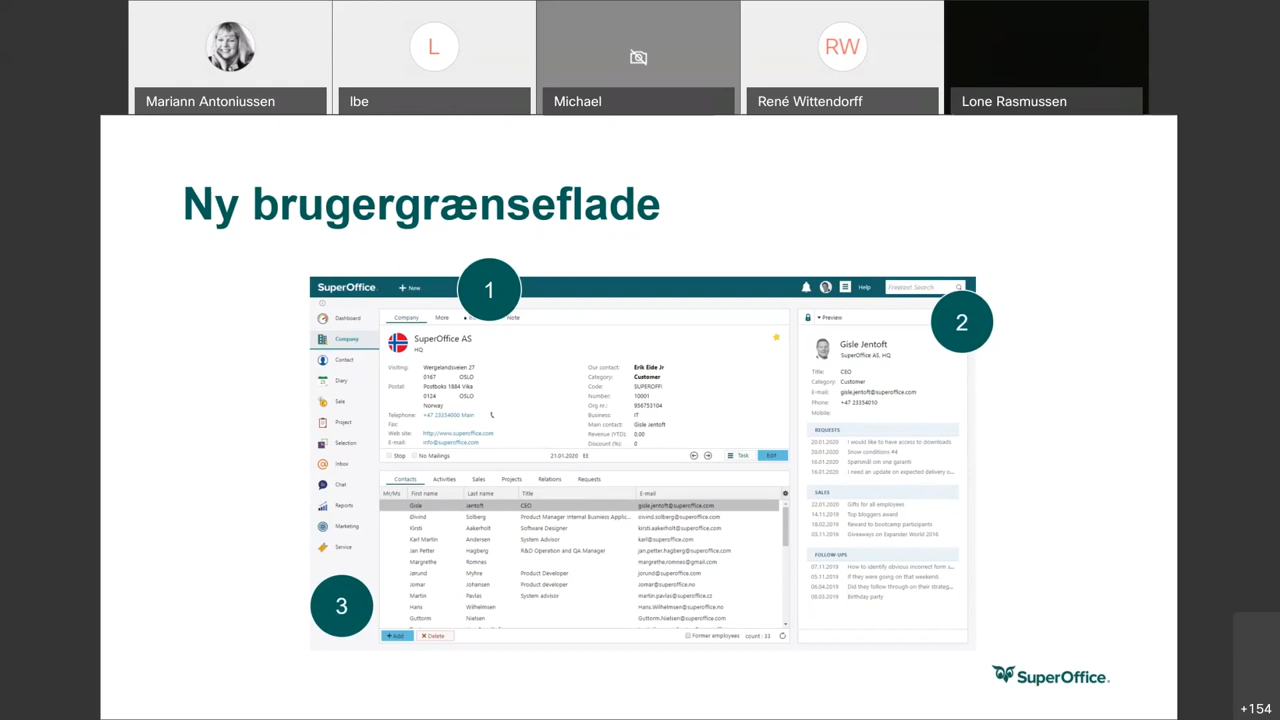 L
RW
Mariann Antoniussen
Ibe
Michael
René Wittendorff
Lone Rasmussen
Ny brugergrænseflade
SuperOffice.
New
1
Help
Freetext Search
2
Dashboard
Company
Contact
Diary
Sale
Project
Selection
Inbox
Chat
Reports
Marketing
Service
3
Company More Note
SuperOffice AS
HQ
Visiting: Wergelandsveien 27
0167 OSLO
Postal: Postboks 1884 Vika
0124 OSLO
Norway
Telephone: +47 23354000 Main
Fax:
Web site: http://www.superoffice.com
E-mail: info@superoffice.com
Our contact: Erik Eide Jr
Category: Customer
Code: SUPEROFFI
Number: 10001
Org nr.: 956753104
Business: IT
Main contact: Gisle Jentoft
Revenue (YTD): 0,00
Discount (%): 0
Stop No Mailings 21.01.2020 EE Task Edit
Contacts Activities Sales Projects Relations Requests
Mr/Ms First name Last name Title E-mail
Gisle Jentoft CEO gisle.jentoft@superoffice.com
Øivind Solberg Product Manager Internal Business Applic... oivind.solberg@superoffice.com
Kirsti Aakerholt Software Designer kirsti.aakerholt@superoffice.com
Karl Martin Andersen System Advisor karl@superoffice.com
Jan Petter Hagberg R&D Operation and QA Manager jan.petter.hagberg@superoffice.com
Margrethe Romnes margrethe.romnes@gmail.com
Jørund Myhre Product Developer jorund@superoffice.com
Jomar Johansen Product developer Jomar@superoffice.no
Martin Pavlas System advisor martin.pavlas@superoffice.cz
Hans Wilhelmsen Hans.Wilhelmsen@superoffice.no
Guttorm Nielsen Guttorm.Nielsen@superoffice.com
Add Delete Former employees count : 33
Preview
Gisle Jentoft
SuperOffice AS, HQ
Title: CEO
Category: Customer
E-mail: gisle.jentoft@superoffice.com
Phone: +47 23354010
Mobile:
REQUESTS
20.01.2020 I would like to have access to downloads
20.01.2020 Snow conditions #4
16.01.2020 Spørsmål om snø garanti
16.01.2020 I need an update on expected delivery o...
SALES
22.01.2020 Gifts for all employees
14.11.2019 Top bloggers award
18.02.2019 Reward to bootcamp participants
03.11.2016 Giveaways on Expander World 2016
FOLLOW-UPS
07.11.2019 How to identify obvious incorrect form s...
05.11.2019 If they were going on that weekend.
06.04.2019 Did they follow through on their strateg...
08.03.2019 Birthday party
SuperOffice.
+154